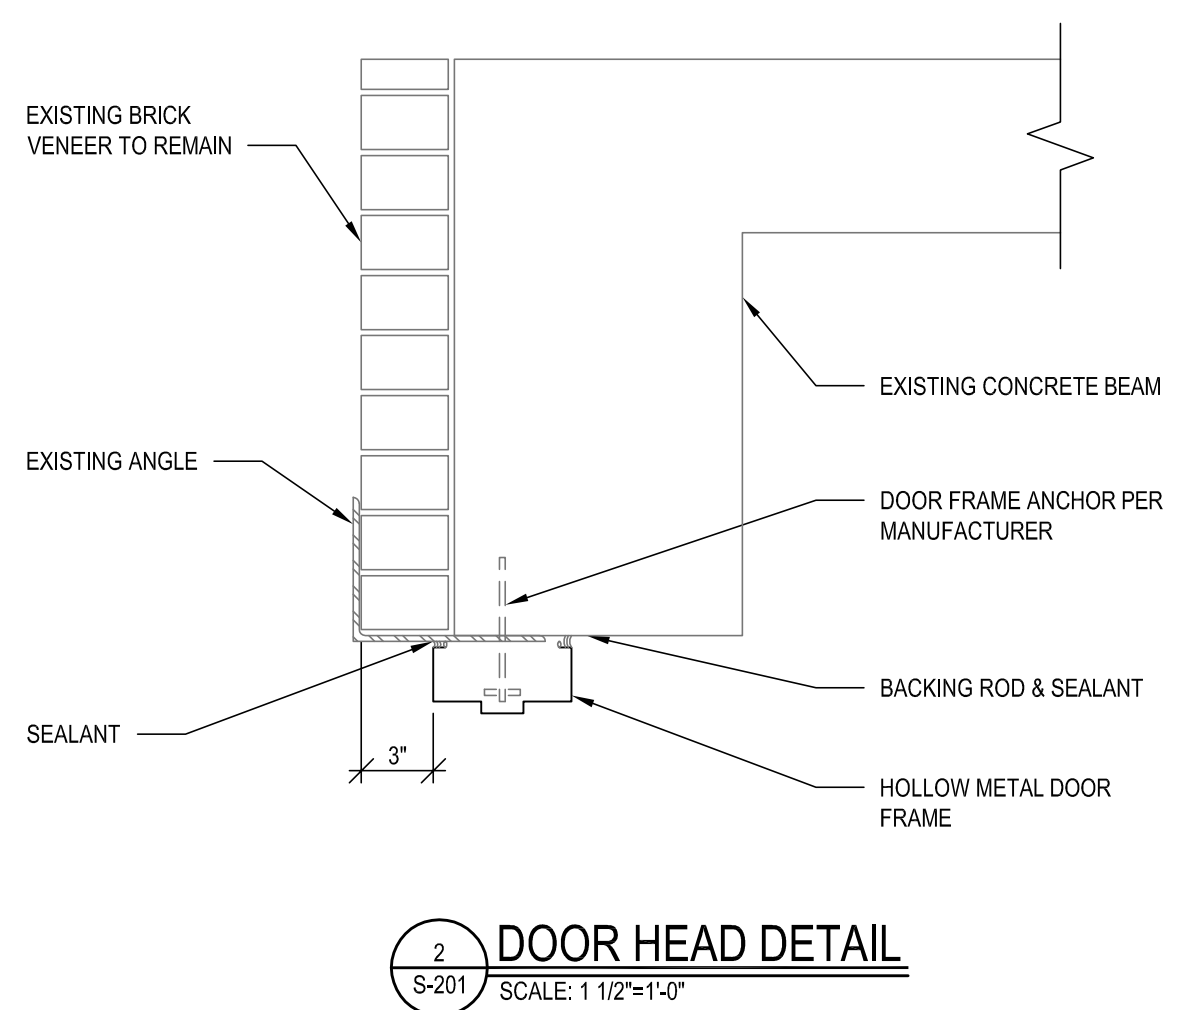 EXISTING BRICK
VENEER TO REMAIN
EXISTING CONCRETE BEAM
EXISTING ANGLE
DOOR FRAME ANCHOR PER
MANUFACTURER
BACKING ROD & SEALANT
SEALANT
3"
HOLLOW METAL DOOR
FRAME
2
S-201
DOOR HEAD DETAIL
SCALE: 1 1/2"=1'-0"